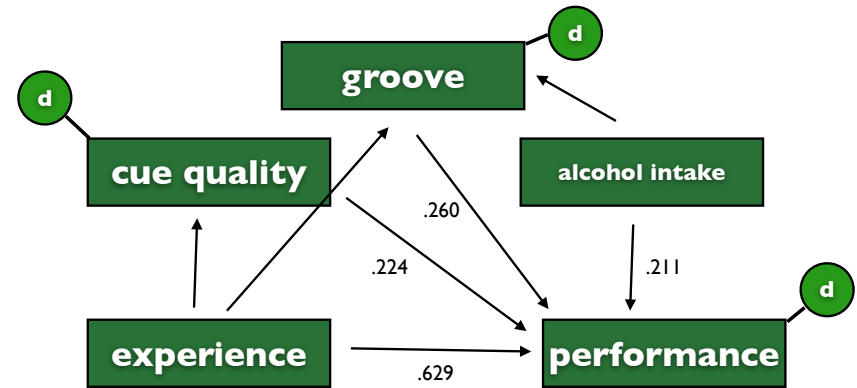 d
groove
d
cue quality
alcohol intake
.260
.224
.211
d
experience
performance
.629